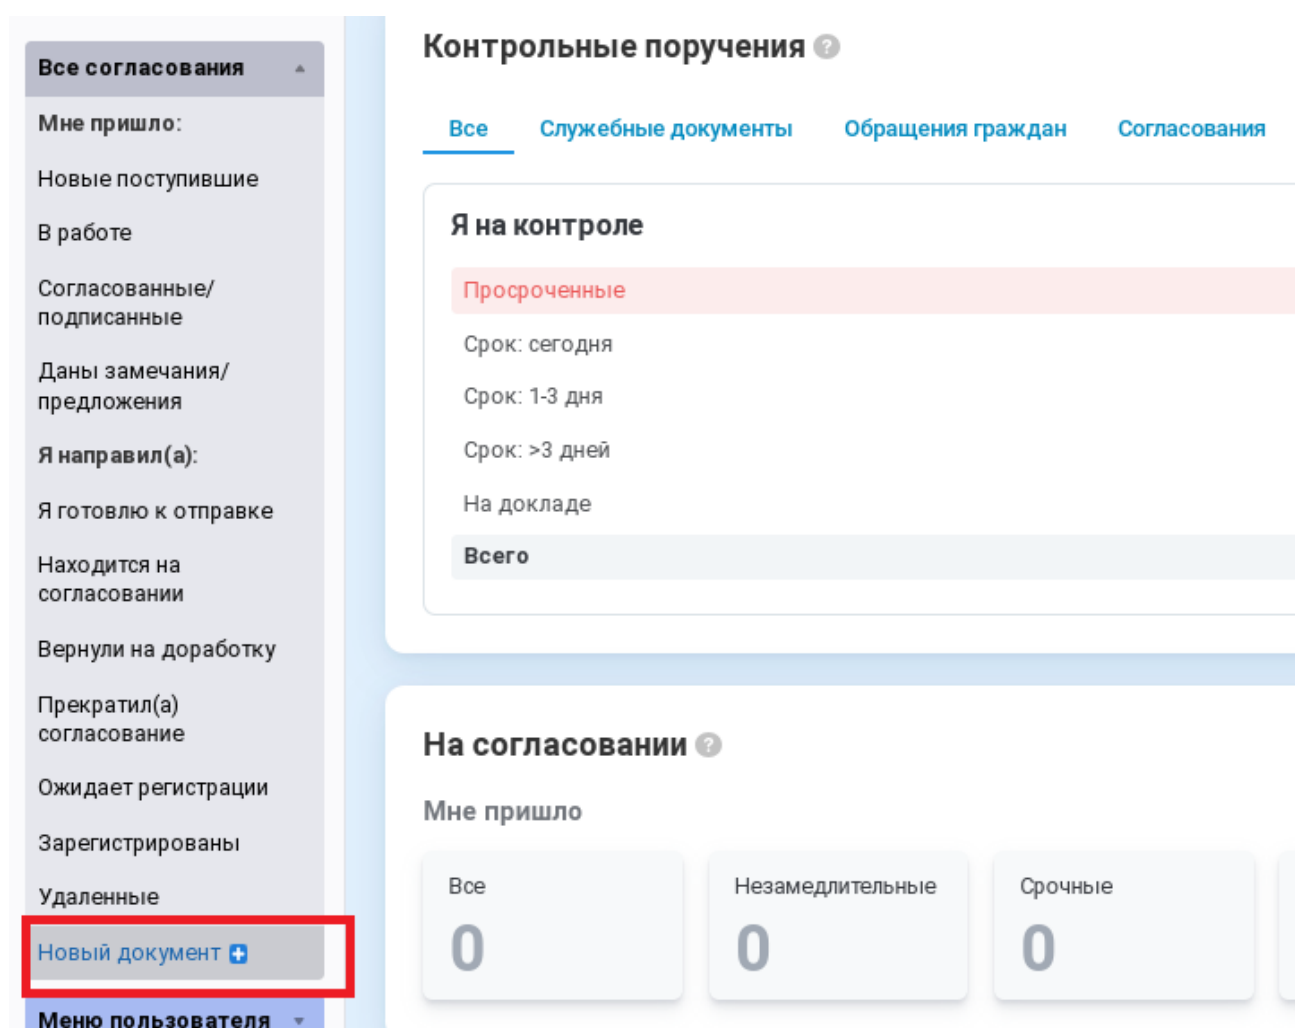 Все согласования
Мне пришло:
Новые поступившие
В работе
Согласованные/
подписанные
Даны замечания/
предложения
Я направил(а):
Я готовлю к отправке
Находится на
согласовании
Вернули на доработку
Прекратил(а)
согласование
Ожидает регистрации
Зарегистрированы
Удаленные
Новый документ
Меню пользователя
Контрольные поручения
Все Служебные документы Обращения граждан Согласования
Я на контроле
Просроченные
Срок: сегодня
Срок: 1-3 дня
Срок: >3 дней
На докладе
Всего
На согласовании
Мне пришло
Все Незамедлительные Срочные
0 0 0